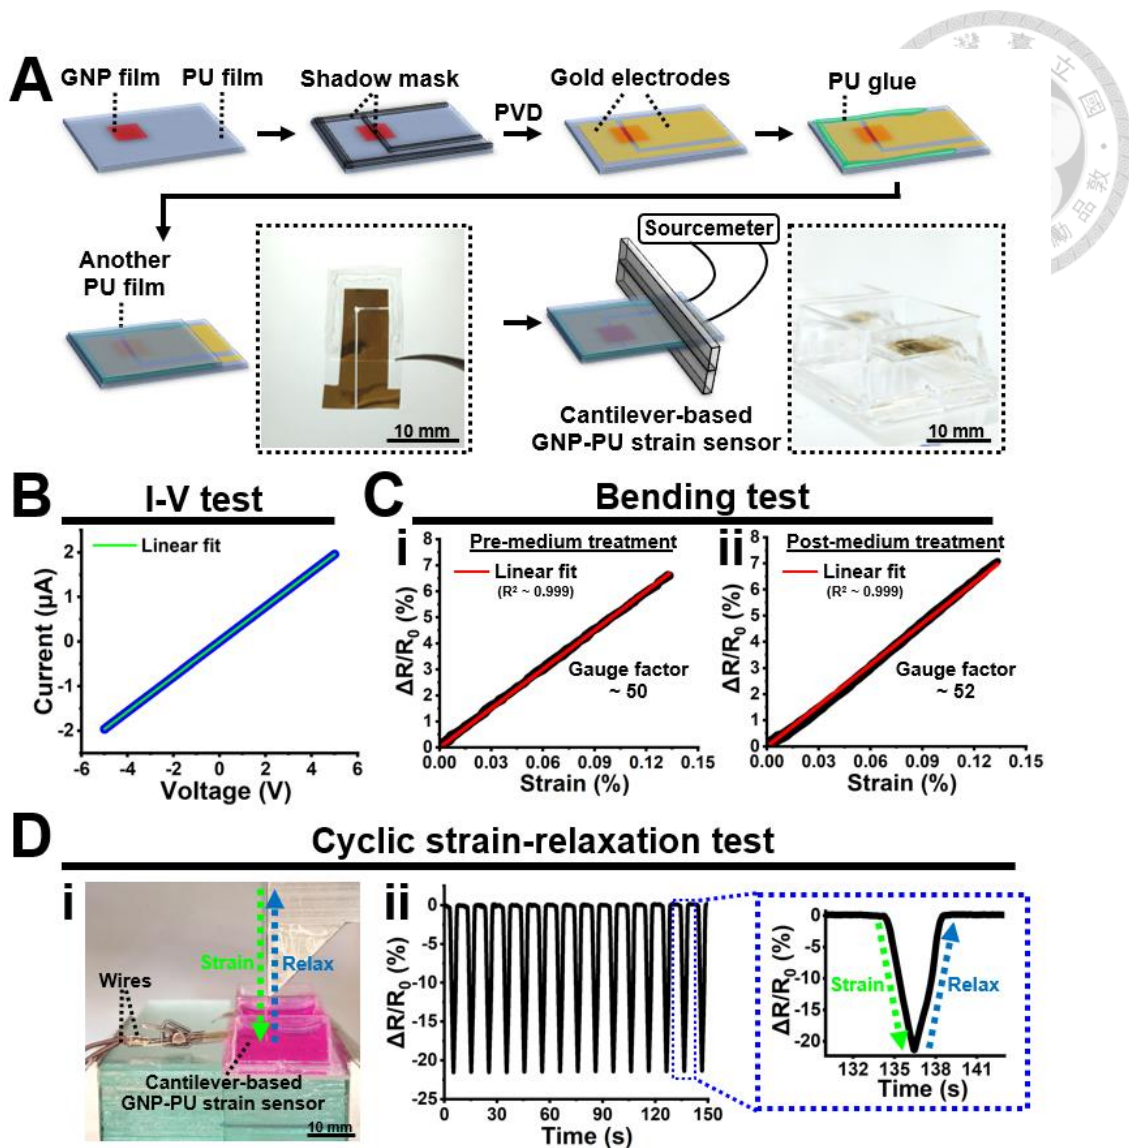 A
GNP film
PU film
Shadow mask
PVD
Gold electrodes
PU glue
Another
PU film
10 mm
Sourcemeter
Cantilever-based
GNP-PU strain sensor
10 mm
B
I-V test
Linear fit
Current (μA)
2
1
0
-1
-2
-6
-4
-2
0
2
4
6
Voltage (V)
C
Bending test
i
Pre-medium treatment
Linear fit
(R² ~ 0.999)
Gauge factor
~ 50
ΔR/R₀ (%)
8
7
6
5
4
3
2
1
0
0.00
0.03
0.06
0.09
0.12
0.15
Strain (%)
ii
Post-medium treatment
Linear fit
(R² ~ 0.999)
Gauge factor
~ 52
ΔR/R₀ (%)
8
7
6
5
4
3
2
1
0
0.00
0.03
0.06
0.09
0.12
0.15
Strain (%)
D
Cyclic strain-relaxation test
i
Strain
Relax
Wires
Cantilever-based
GNP-PU strain sensor
10 mm
ii
ΔR/R₀ (%)
0
-5
-10
-15
-20
-25
0
30
60
90
120
150
Time (s)
ΔR/R₀ (%)
0
-5
-10
-15
-20
Strain
Relax
132
135
138
141
Time (s)
臺
立
國
敦
品
勵